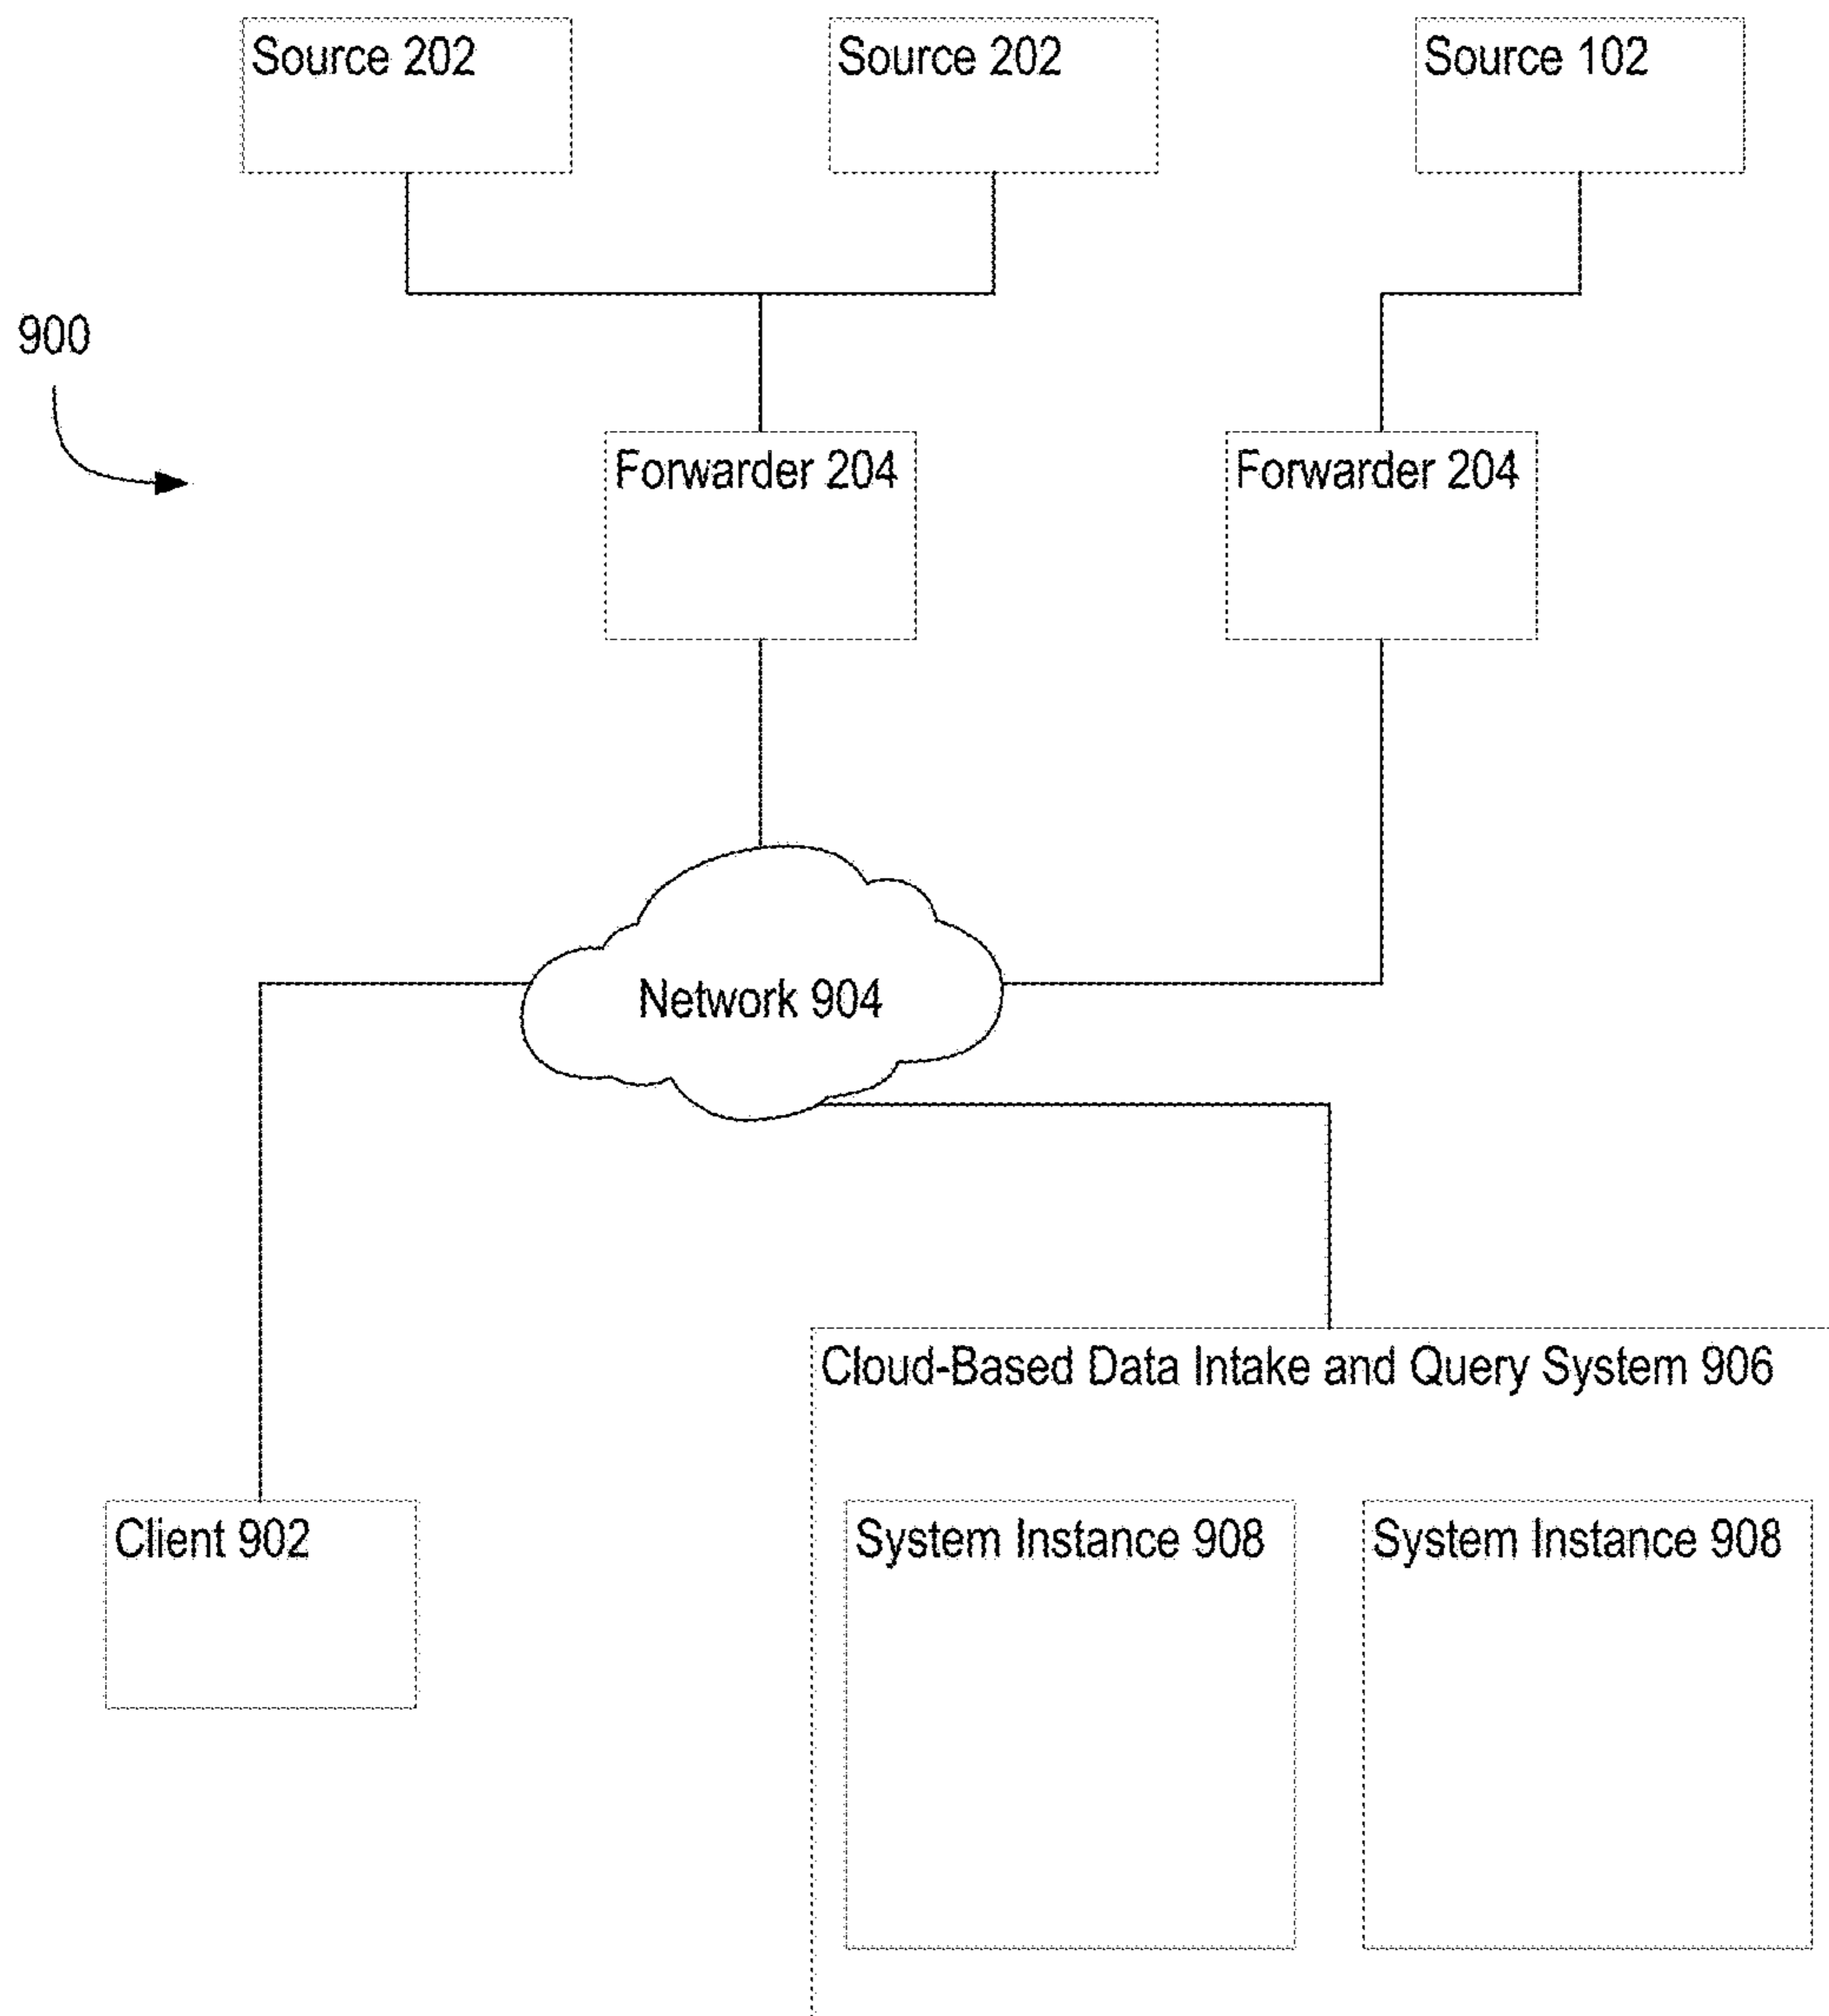 Source 202
Source 202
Source 102
900
Forwarder 204
Forwarder 204
Network 904
Cloud-Based Data Intake and Query System 906
Client 902
System Instance 908
System Instance 908